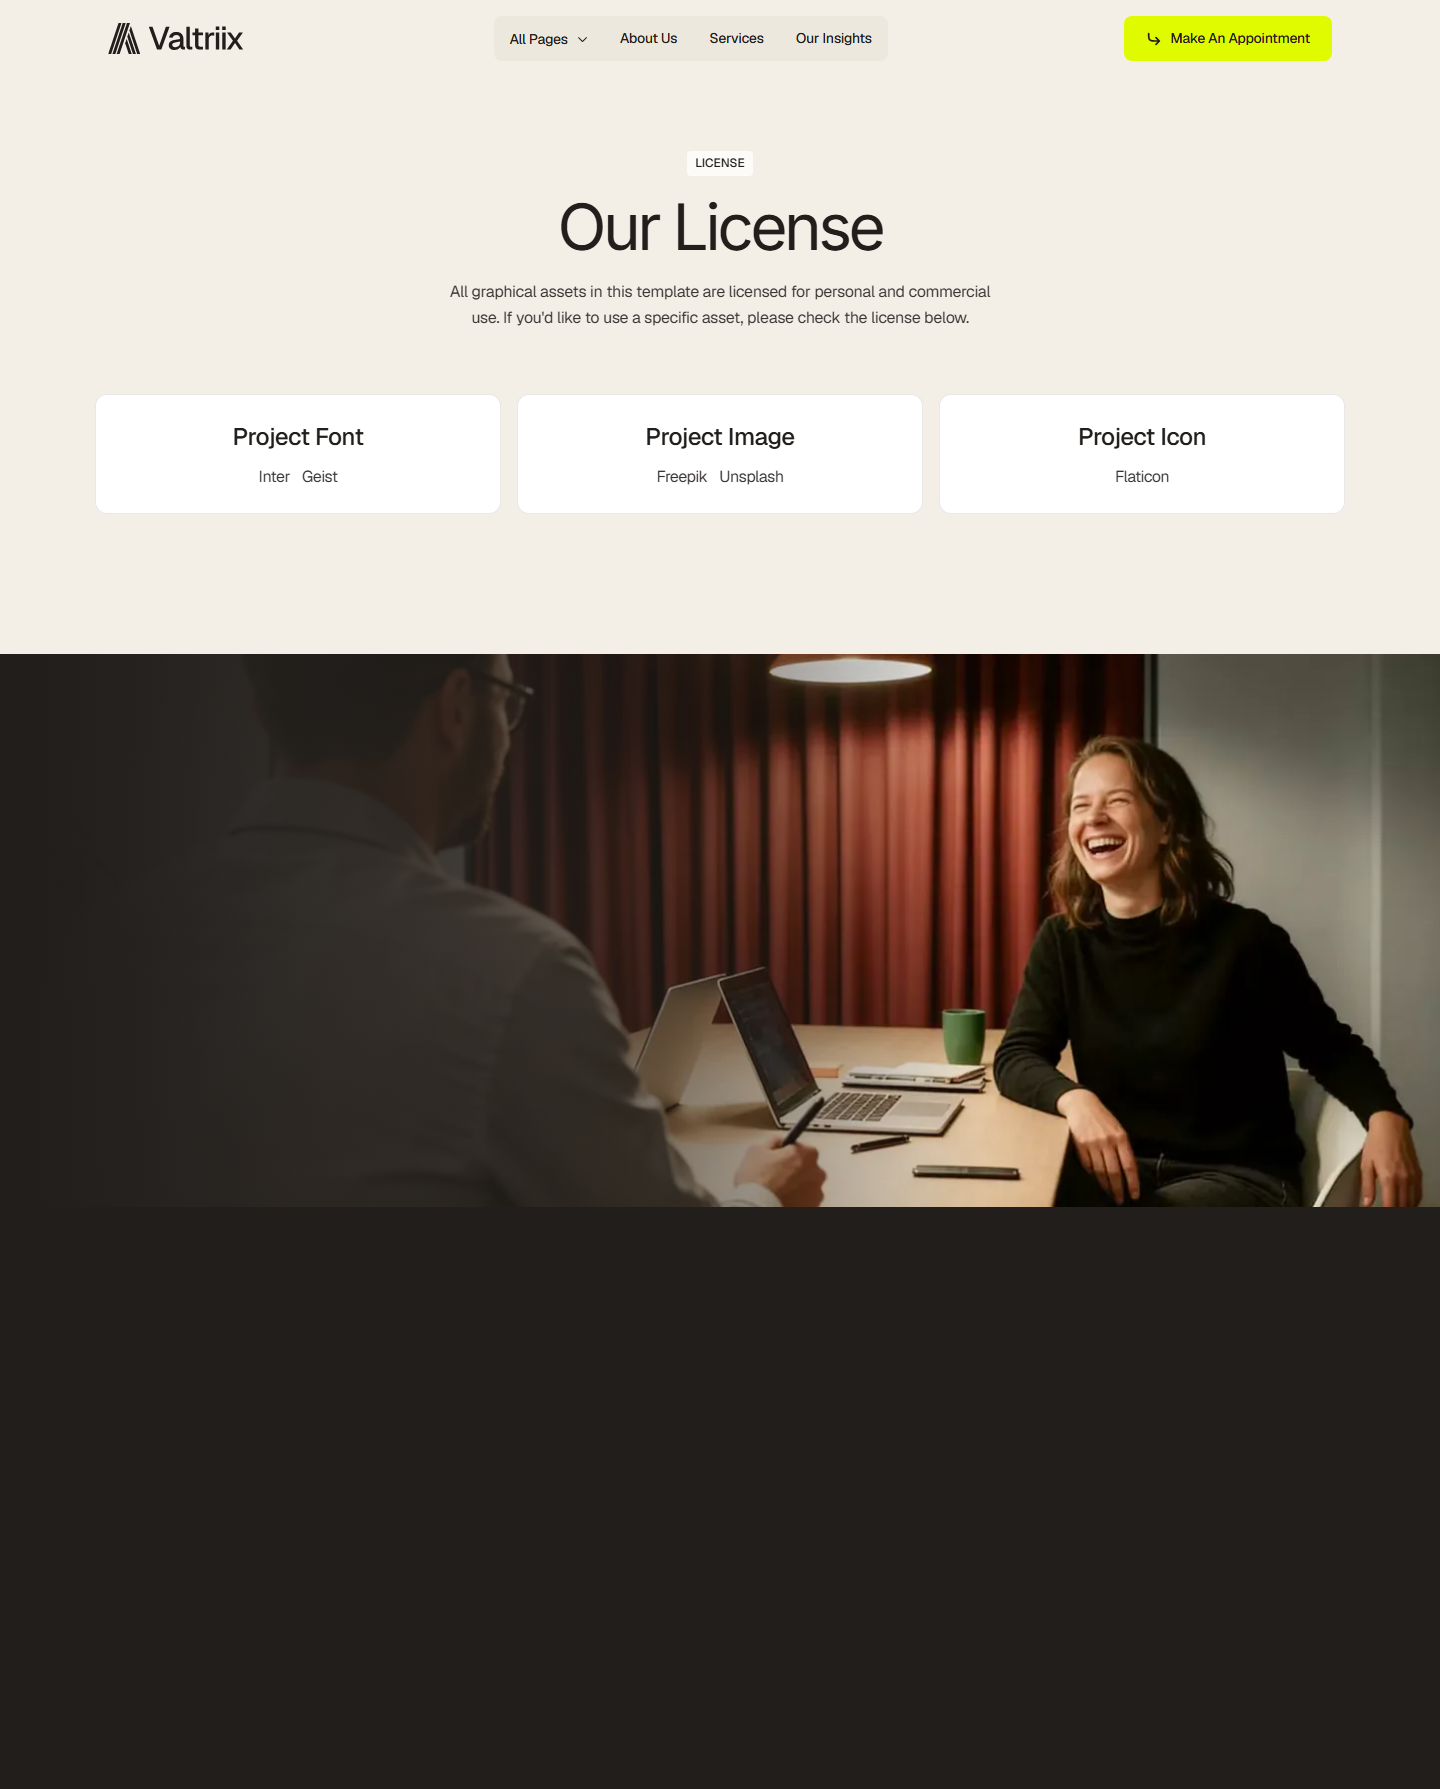 Valtriix
All Pages
About Us
Services
Our Insights
Make An Appointment
LICENSE
Our License
All graphical assets in this template are licensed for personal and commercial
use. If you'd like to use a specific asset, please check the license below.
Project Font
Inter Geist
Project Image
Freepik Unsplash
Project Icon
Flaticon